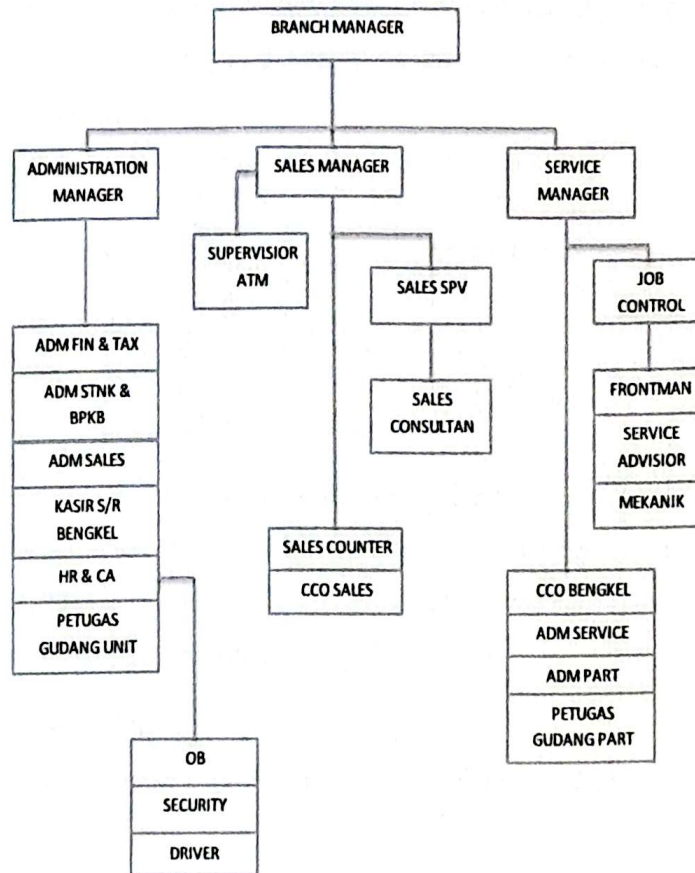 BRANCH MANAGER
ADMINISTRATION
MANAGER
SALES MANAGER
SERVICE
MANAGER
SUPERVISIOR
ATM
SALES SPV
JOB
CONTROL
ADM FIN & TAX
ADM STNK &
BPKB
ADM SALES
KASIR S/R
BENGKEL
HR & CA
PETUGAS
GUDANG UNIT
SALES
CONSULTAN
FRONTMAN
SERVICE
ADVISIOR
MEKANIK
SALES COUNTER
CCO SALES
CCO BENGKEL
ADM SERVICE
ADM PART
PETUGAS
GUDANG PART
OB
SECURITY
DRIVER